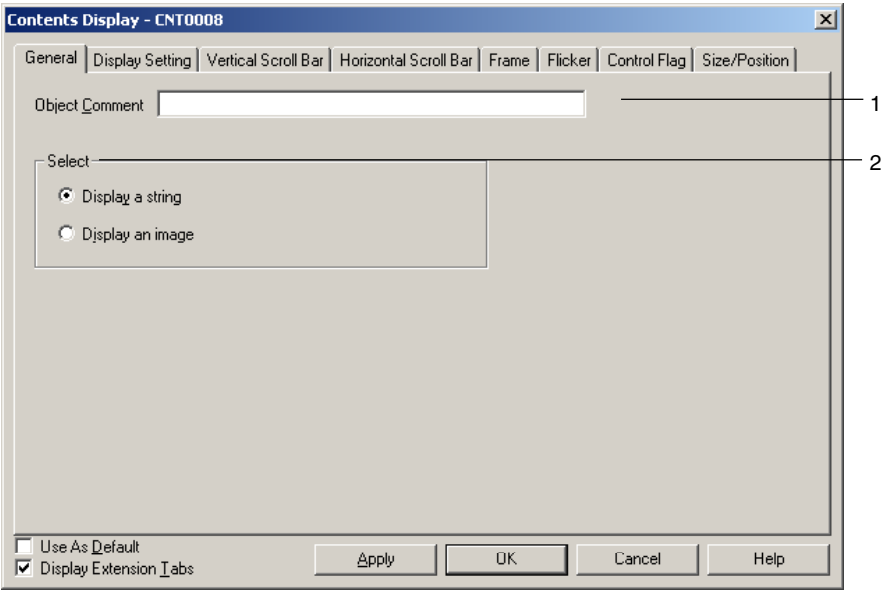 Contents Display - CNT0008
General Display Setting Vertical Scroll Bar Horizontal Scroll Bar Frame Flicker Control Flag Size/Position
Object Comment 1
Select 2
Display a string
Display an image
Use As Default
Display Extension Tabs
Apply OK Cancel Help